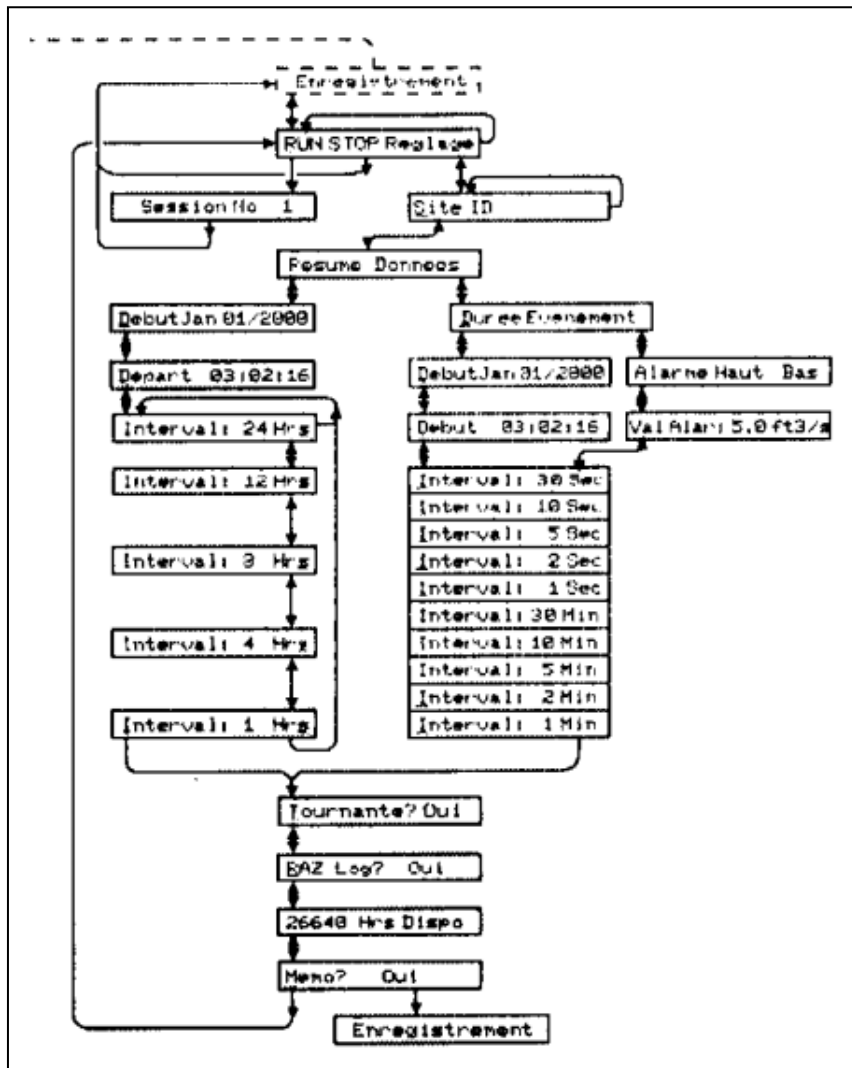 Enregistrement
RUN STOP Reglage
Session No 1
Site ID
Resume Donnees
Debut Jan 01/2000
Duree Evenement
Depart 03:02:16
Debut Jan 01/2000
Alarme Haut Bas
Interval: 24 Hrs
Debut 03:02:16
Val Alar: 5.0 ft3/s
Interval: 12 Hrs
Interval: 30 Sec
Interval: 10 Sec
Interval: 5 Sec
Interval: 8 Hrs
Interval: 2 Sec
Interval: 1 Sec
Interval: 30 Min
Interval: 4 Hrs
Interval: 10 Min
Interval: 5 Min
Interval: 2 Min
Interval: 1 Hrs
Interval: 1 Min
Tournante? Oui
RAZ Log? Oui
26640 Hrs Dispo
Memo? Oui
Enregistrement